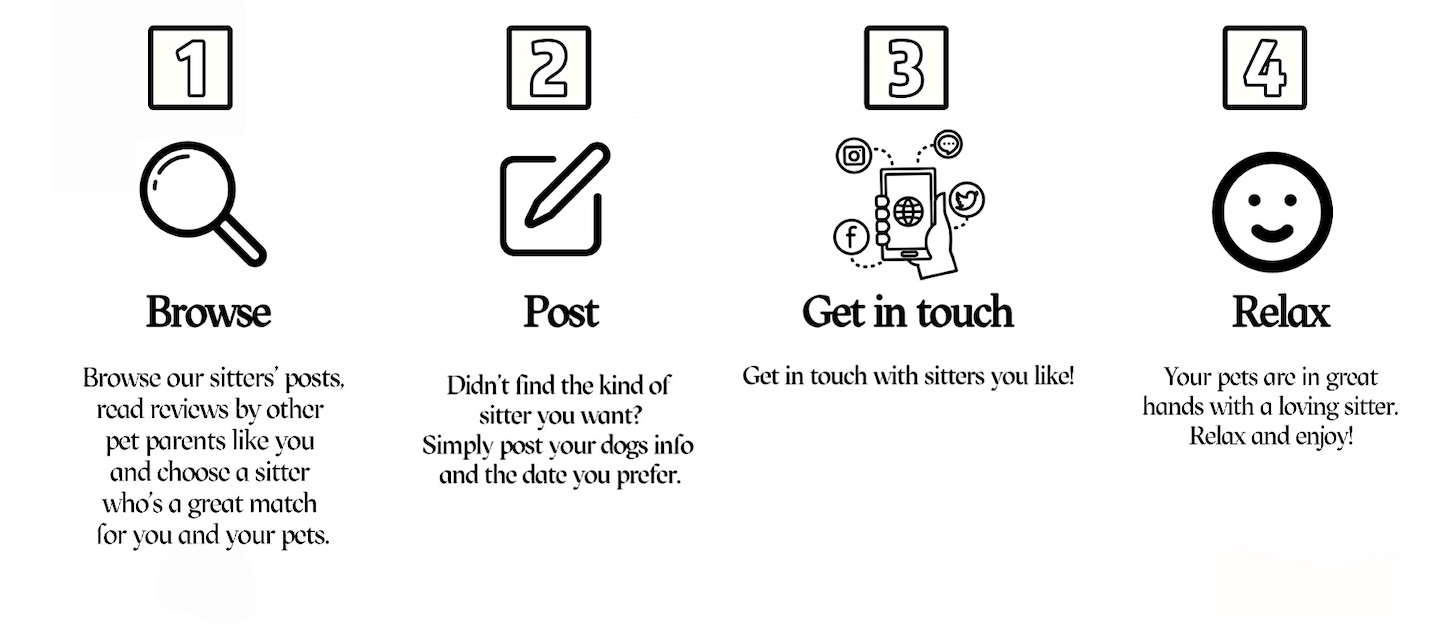 1
Browse
Browse our sitters' posts,
read reviews by other
pet parents like you
and choose a sitter
who's a great match
for you and your pets.
2
Post
Didn't find the kind of
sitter you want?
Simply post your dogs info
and the date you prefer.
3
f
Get in touch
Get in touch with sitters you like!
4
Relax
Your pets are in great
hands with a loving sitter.
Relax and enjoy!